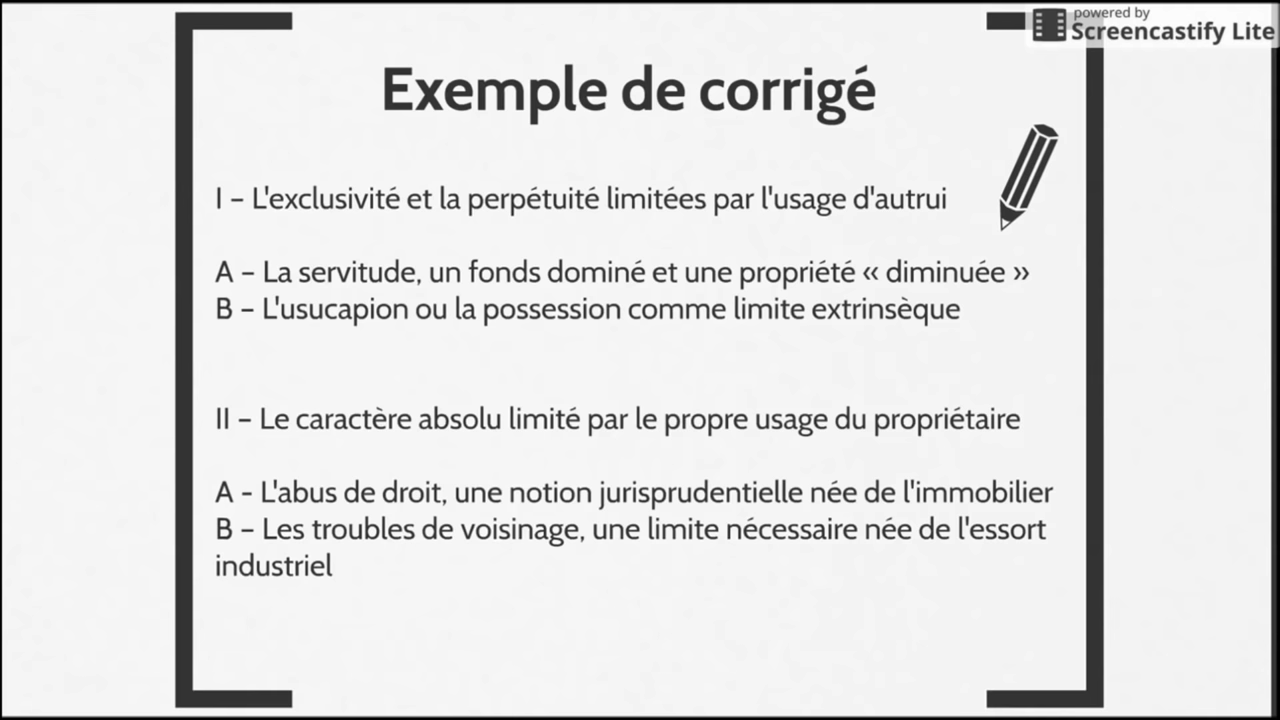 powered by
Screencastify Lite
Exemple de corrigé
I – L'exclusivité et la perpétuité limitées par l'usage d'autrui
A – La servitude, un fonds dominé et une propriété « diminuée »
B – L'usucapion ou la possession comme limite extrinsèque
II – Le caractère absolu limité par le propre usage du propriétaire
A - L'abus de droit, une notion jurisprudentielle née de l'immobilier
B – Les troubles de voisinage, une limite nécessaire née de l'essort
industriel